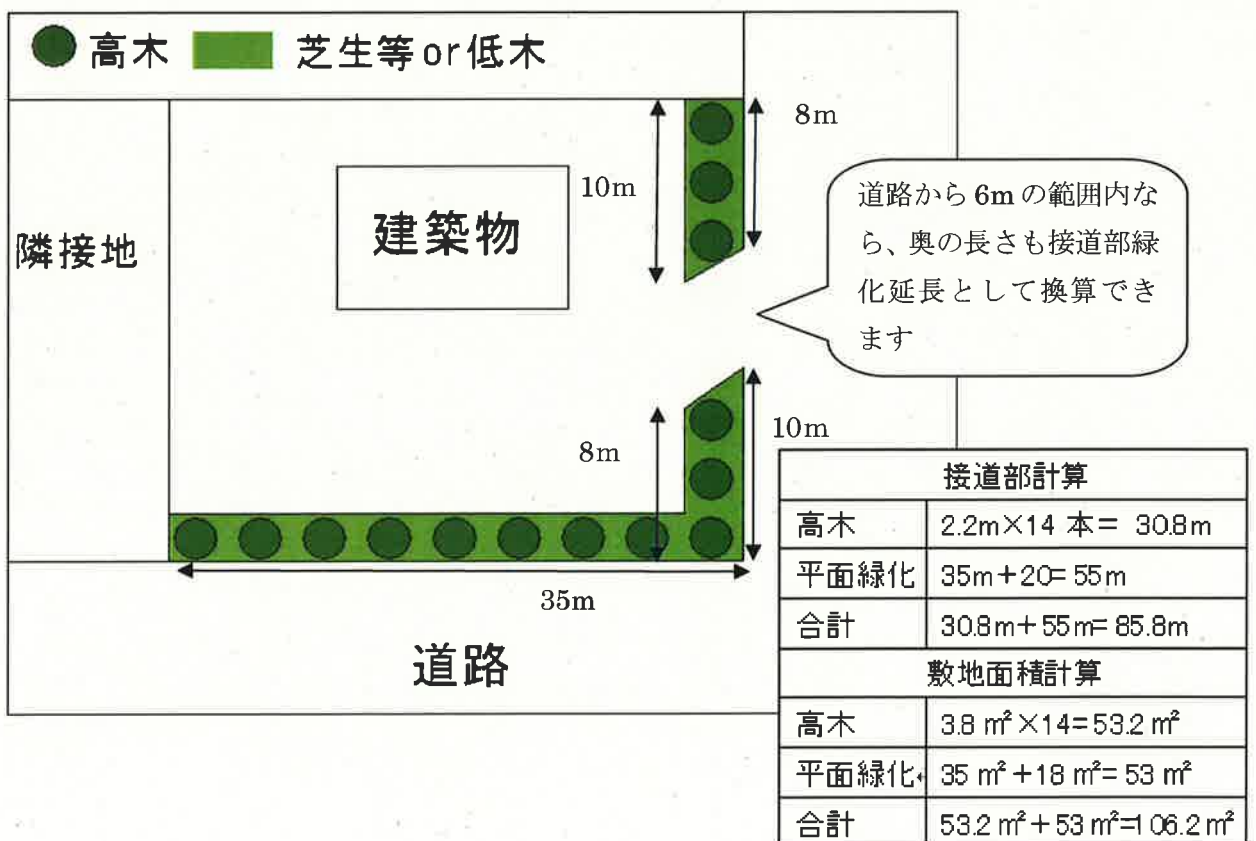 高木 芝生等or低木
8m
10m
道路から6mの範囲内な
ら、奥の長さも接道部緑
化延長として換算でき
ます
建築物
隣接地
10m
8m
35m
道路
接道部計算
高木 2.2m×14 本= 30.8m
平面緑化 35m+20=55m
合計 30.8m+55m=85.8m
敷地面積計算
高木 3.8 ㎡×14=53.2 ㎡
平面緑化 35 ㎡+18 ㎡=53 ㎡
合計 53.2 ㎡+53 ㎡=106.2 ㎡